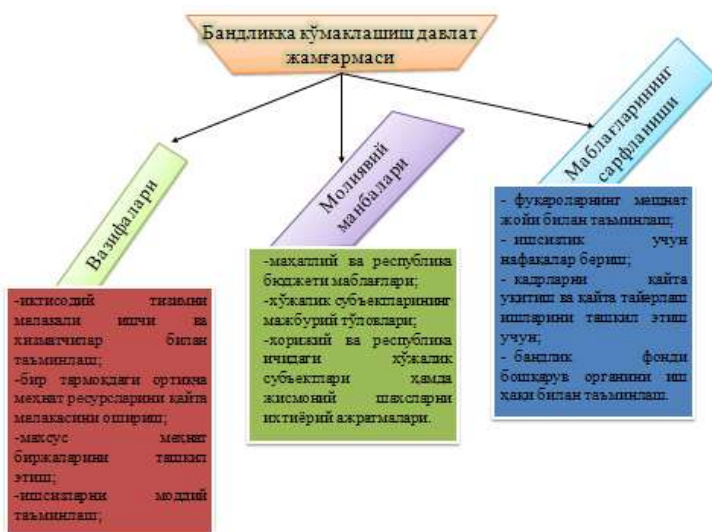 Бандликка кўмаклашиш давлат
жамғармаси
Вазифалари
-иктисодий тизимни
малакали ишчи ва
хизматчилар билан
таъминлаш;
-бир тармоқдаги ортиқча
меҳнат ресурсларини қайта
малакасини ошириш;
-махсус меҳнат
биржаларини ташкил
этиш;
-ишсизларни моддий
таъминлаш;
Молиявий
манбалари
-маҳаллий ва республика
бюджети маблағлари;
-хўжалик субъектларининг
мажбурий тўловлари;
-хорижий ва республика
ичидаги хўжалик
субъектлари ҳамда
жисмоний шахсларни
ихтиёрий ажратмалари.
Маблағларининг
сарфланиши
- фуқароларнинг меҳнат
жойи билан таъминлаш;
- ишсизлик учун
нафақалар бериш;
- кадрларни қайта
укитиш ва қайта тайерлаш
ишларини ташкил этиш
учун;
- бандлик фонди
бошқарув органини иш
ҳақи билан таъминлаш.